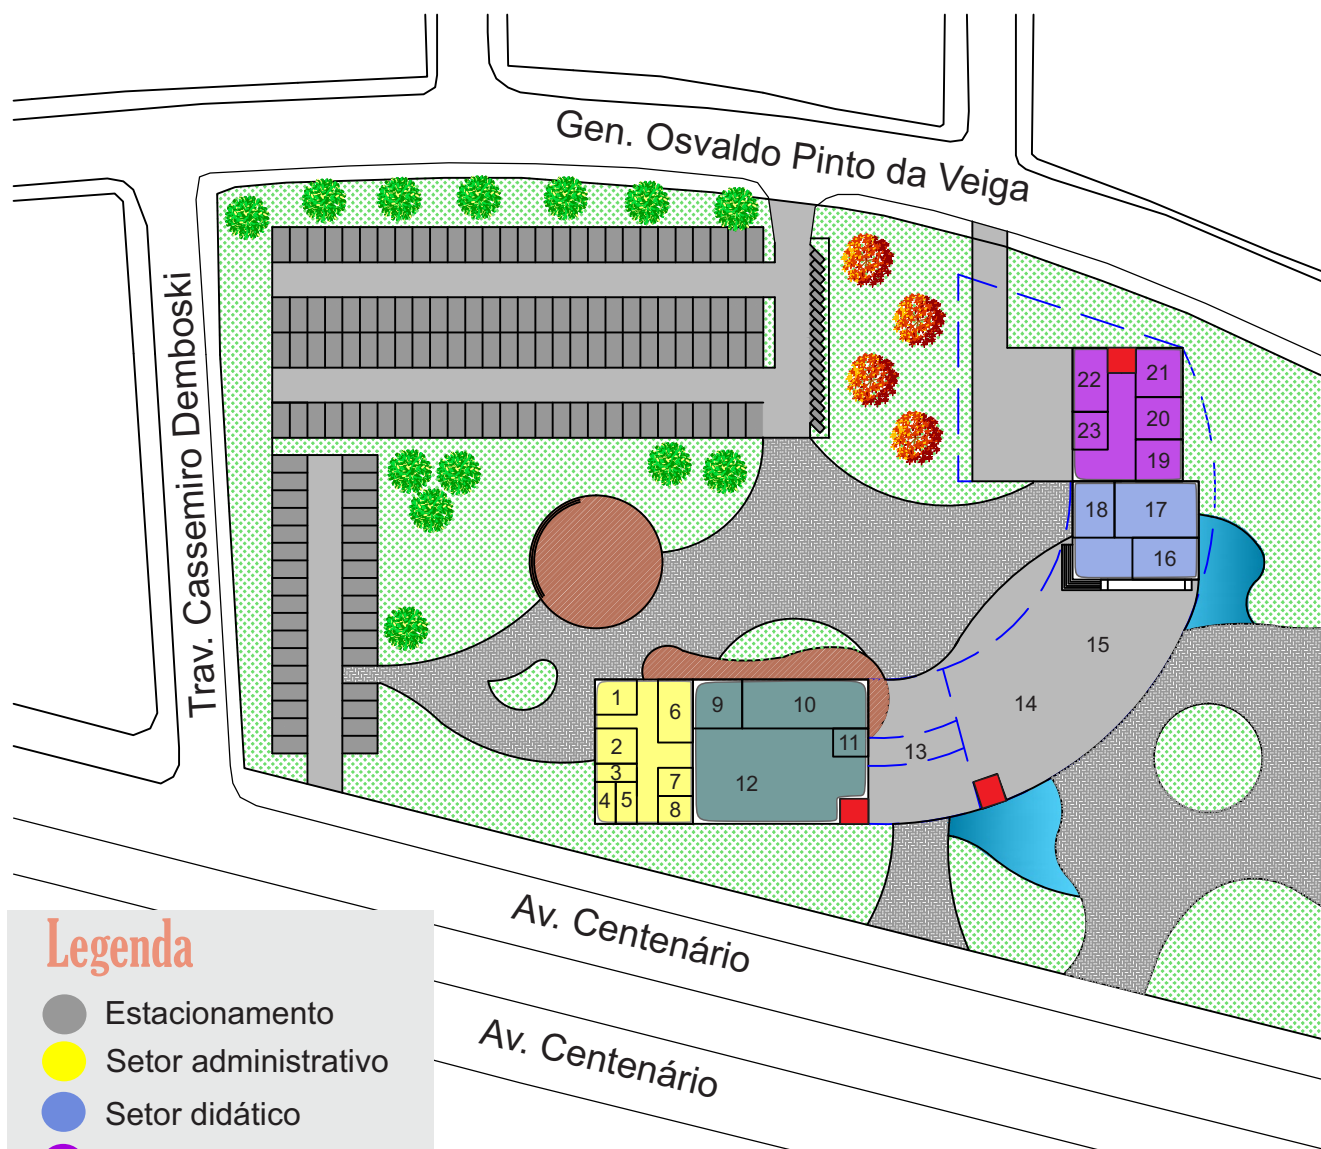 Gen. Osvaldo Pinto da Veiga
Trav. Cassemiro Demboski
22
21
20
23
19
18
17
16
15
14
13
1
6
9
10
2
11
3
7
12
4
5
8
Av. Centenário
Av. Centenário
Legenda
Estacionamento
Setor administrativo
Setor didático